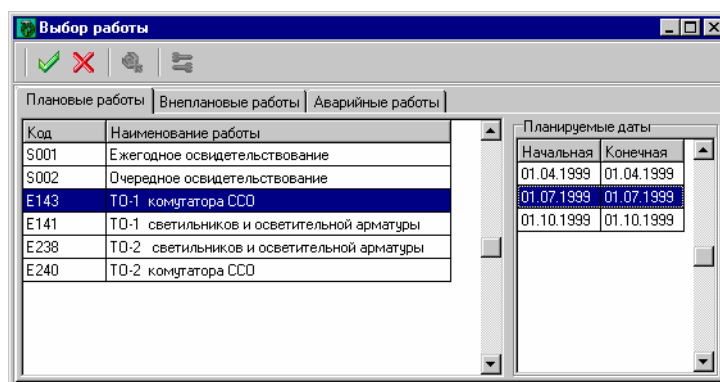 Выбор работы
Плановые работы Внеплановые работы Аварийные работы
Код Наименование работы
S001 Ежегодное освидетельствование
S002 Очередное освидетельствование
E143 ТО-1 комутатора ССО
E141 ТО-1 светильников и осветительной арматуры
E238 ТО-2 светильников и осветительной арматуры
E240 ТО-2 комутатора ССО
Планируемые даты
Начальная Конечная
01.04.1999 01.04.1999
01.07.1999 01.07.1999
01.10.1999 01.10.1999